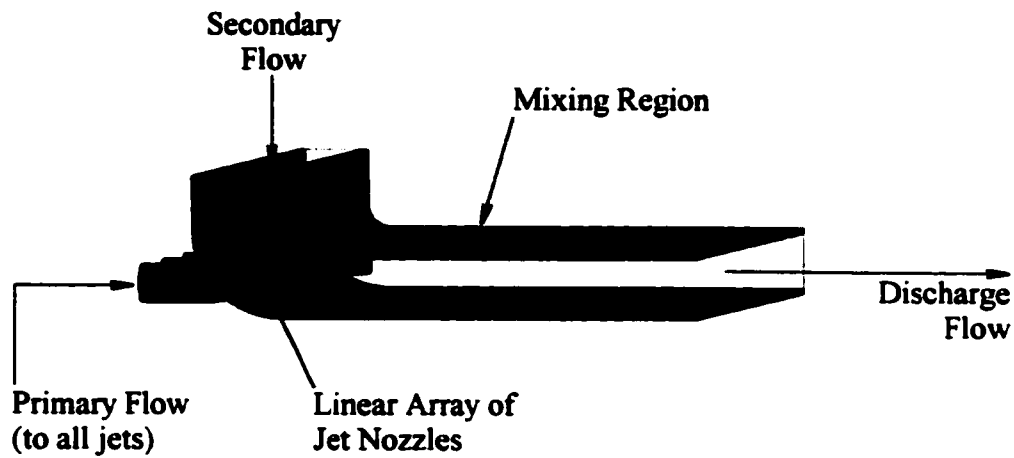 Secondary
Flow
Mixing Region
Discharge
Flow
Primary Flow
(to all jets)
Linear Array of
Jet Nozzles